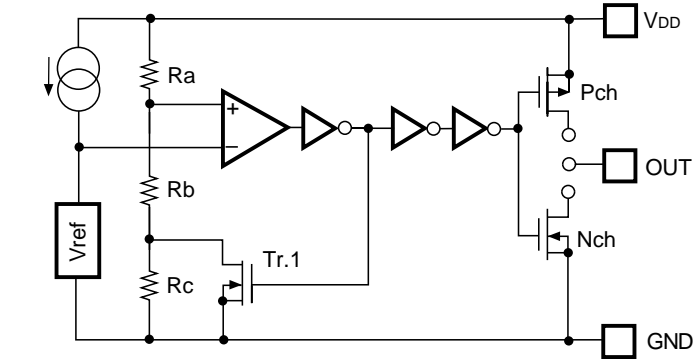 VDD
Ra
Pch
+
−
OUT
Rb
Vref
Nch
Tr.1
Rc
GND